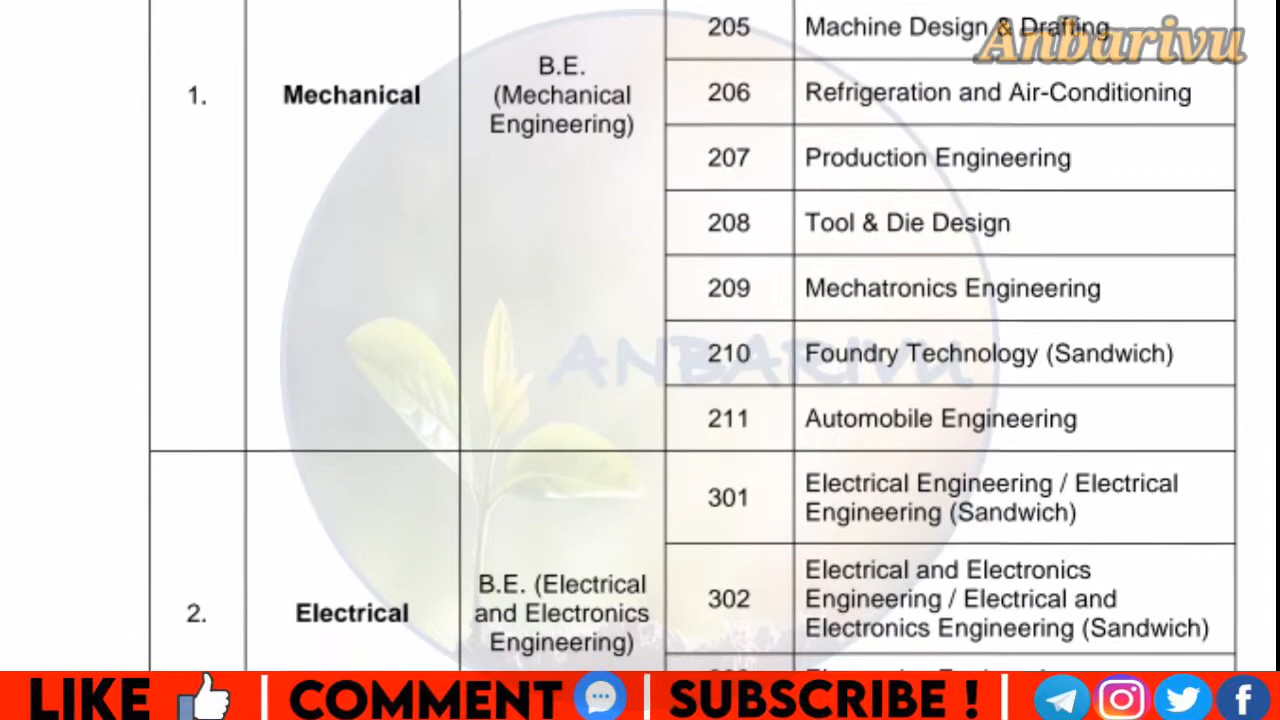 205 Machine Design & Drafting
Anbarivu
B.E.
1. Mechanical (Mechanical
Engineering)
206 Refrigeration and Air-Conditioning
207 Production Engineering
208 Tool & Die Design
209 Mechatronics Engineering
ANBARIVU
210 Foundry Technology (Sandwich)
211 Automobile Engineering
301 Electrical Engineering / Electrical
Engineering (Sandwich)
2. Electrical
B.E. (Electrical
and Electronics
Engineering)
302 Electrical and Electronics
Engineering / Electrical and
Electronics Engineering (Sandwich)
LIKE | COMMENT | SUBSCRIBE ! |